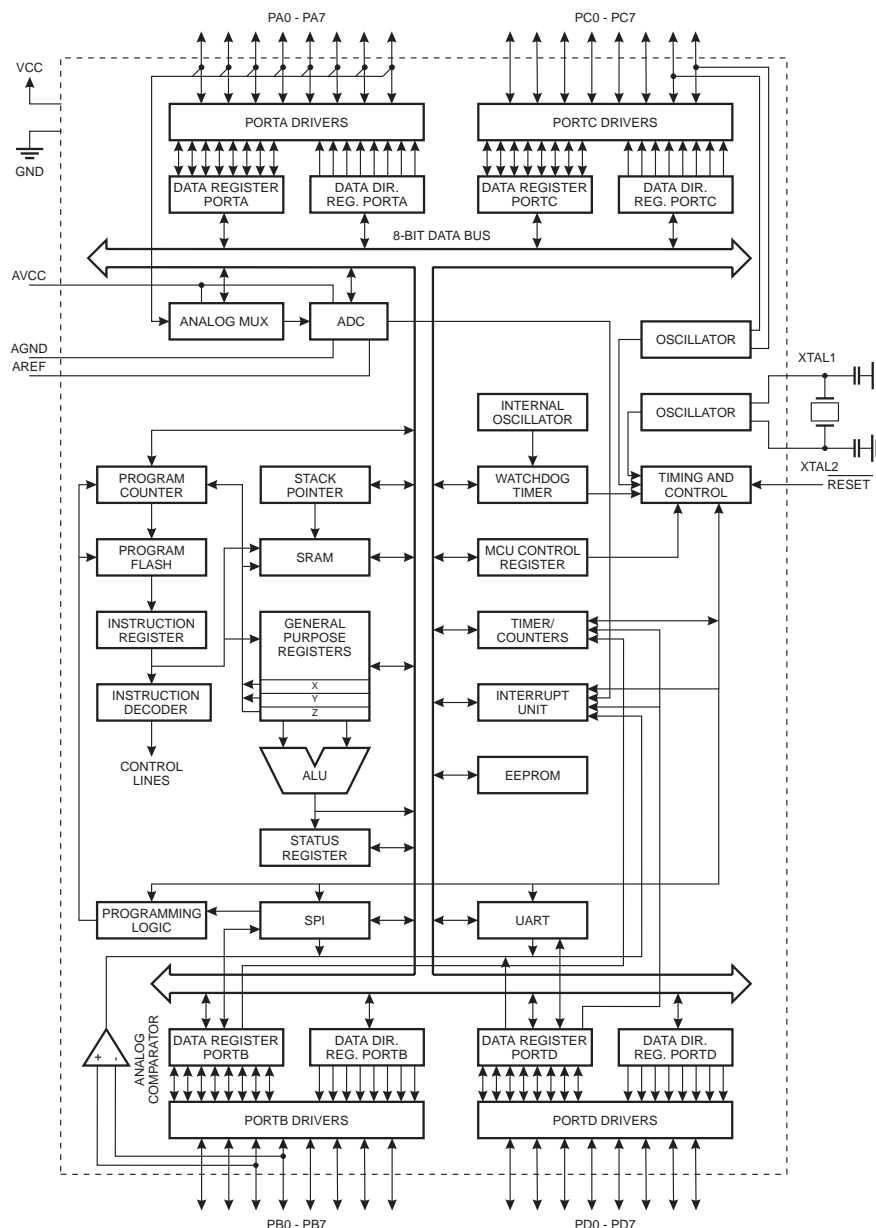 PA0 - PA7
PC0 - PC7
VCC
GND
PORTA DRIVERS
PORTC DRIVERS
DATA REGISTER
PORTA
DATA DIR.
REG. PORTA
DATA REGISTER
PORTC
DATA DIR.
REG. PORTC
8-BIT DATA BUS
AVCC
ANALOG MUX
ADC
AGND
AREF
OSCILLATOR
XTAL1
OSCILLATOR
XTAL2
RESET
INTERNAL
OSCILLATOR
PROGRAM
COUNTER
STACK
POINTER
WATCHDOG
TIMER
TIMING AND
CONTROL
PROGRAM
FLASH
SRAM
MCU CONTROL
REGISTER
INSTRUCTION
REGISTER
GENERAL
PURPOSE
REGISTERS
X
Y
Z
TIMER/
COUNTERS
INSTRUCTION
DECODER
INTERRUPT
UNIT
CONTROL
LINES
ALU
EEPROM
STATUS
REGISTER
PROGRAMMING
LOGIC
SPI
UART
+
-
ANALOG
COMPARATOR
DATA REGISTER
PORTB
DATA DIR.
REG. PORTB
DATA REGISTER
PORTD
DATA DIR.
REG. PORTD
PORTB DRIVERS
PORTD DRIVERS
PB0 - PB7
PD0 - PD7